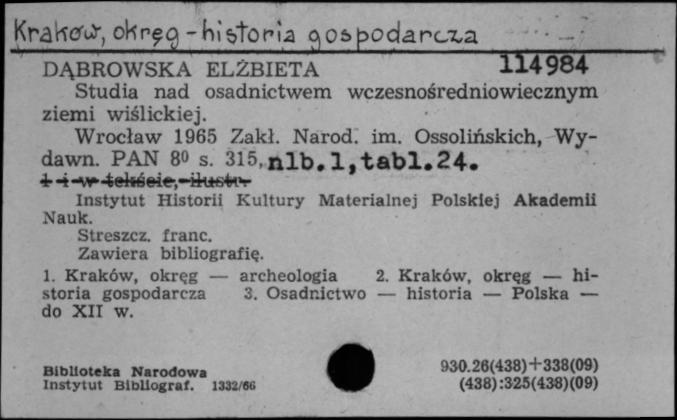 Kraków, okręg - historia gospodarcza
DĄBROWSKA ELŻBIETA 114984
Studia nad osadnictwem wczesnośredniowiecznym
ziemi wiślickiej.
Wrocław 1965 Zakł. Narod. im. Ossolińskich, Wy-
dawn. PAN 8⁰ s. 315, nlb.1, tabl.24.
i w tekście, ilustr.
Instytut Historii Kultury Materialnej Polskiej Akademii
Nauk.
Streszcz. franc.
Zawiera bibliografię.
1. Kraków, okręg — archeologia 2. Kraków, okręg — hi-
storia gospodarcza 3. Osadnictwo — historia — Polska —
do XII w.
Biblioteka Narodowa 930.26(438)+338(09)
Instytut Bibliograf. 1332/66 (438):325(438)(09)